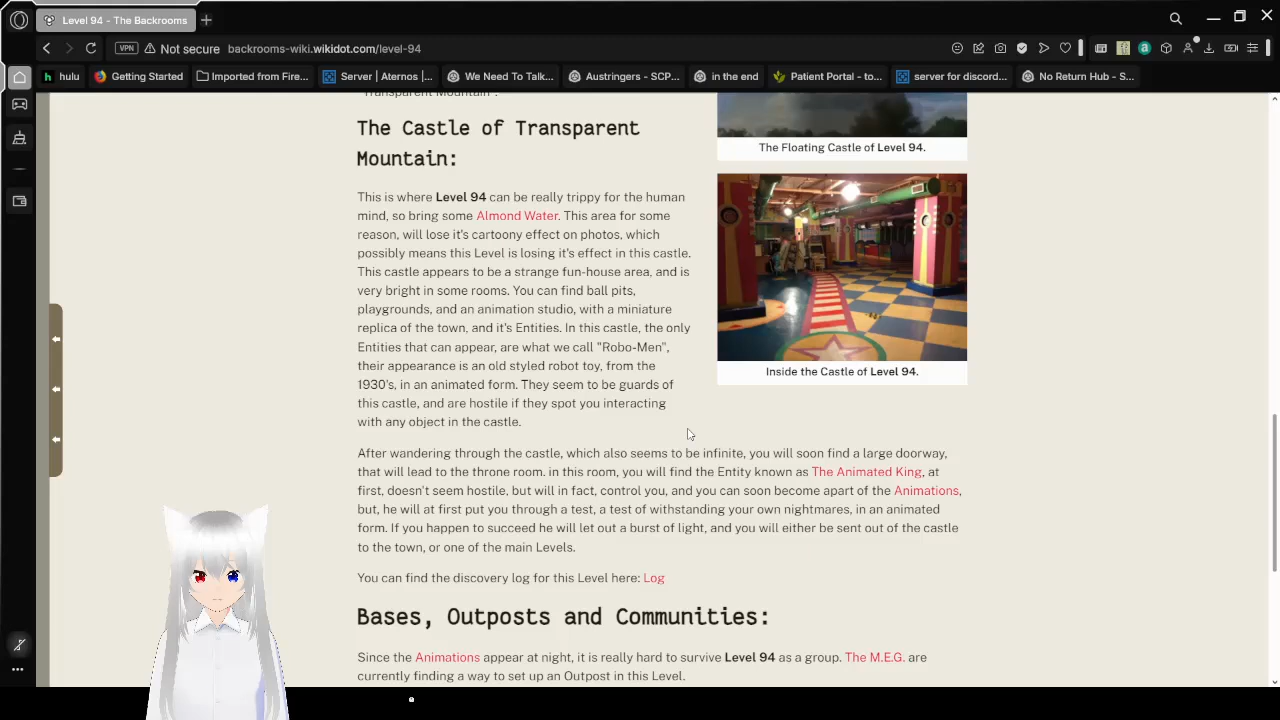 Level 94 - The Backrooms
VPN Not secure backrooms-wiki.wikidot.com/level-94
hulu Getting Started Imported from Fire... Server | Aternos |... We Need To Talk... Austringers - SCP... in the end Patient Portal - to... server for discord... No Return Hub - S...
"Transparent Mountain".
The Castle of Transparent
Mountain:
This is where Level 94 can be really trippy for the human
mind, so bring some Almond Water. This area for some
reason, will lose it's cartoony effect on photos, which
possibly means this Level is losing it's effect in this castle.
This castle appears to be a strange fun-house area, and is
very bright in some rooms. You can find ball pits,
playgrounds, and an animation studio, with a miniature
replica of the town, and it's Entities. In this castle, the only
Entities that can appear, are what we call "Robo-Men",
their appearance is an old styled robot toy, from the
1930's, in an animated form. They seem to be guards of
this castle, and are hostile if they spot you interacting
with any object in the castle.
The Floating Castle of Level 94.
Inside the Castle of Level 94.
After wandering through the castle, which also seems to be infinite, you will soon find a large doorway,
that will lead to the throne room. in this room, you will find the Entity known as The Animated King, at
first, doesn't seem hostile, but will in fact, control you, and you can soon become apart of the Animations,
but, he will at first put you through a test, a test of withstanding your own nightmares, in an animated
form. If you happen to succeed he will let out a burst of light, and you will either be sent out of the castle
to the town, or one of the main Levels.
You can find the discovery log for this Level here: Log
Bases, Outposts and Communities:
Since the Animations appear at night, it is really hard to survive Level 94 as a group. The M.E.G. are
currently finding a way to set up an Outpost in this Level.